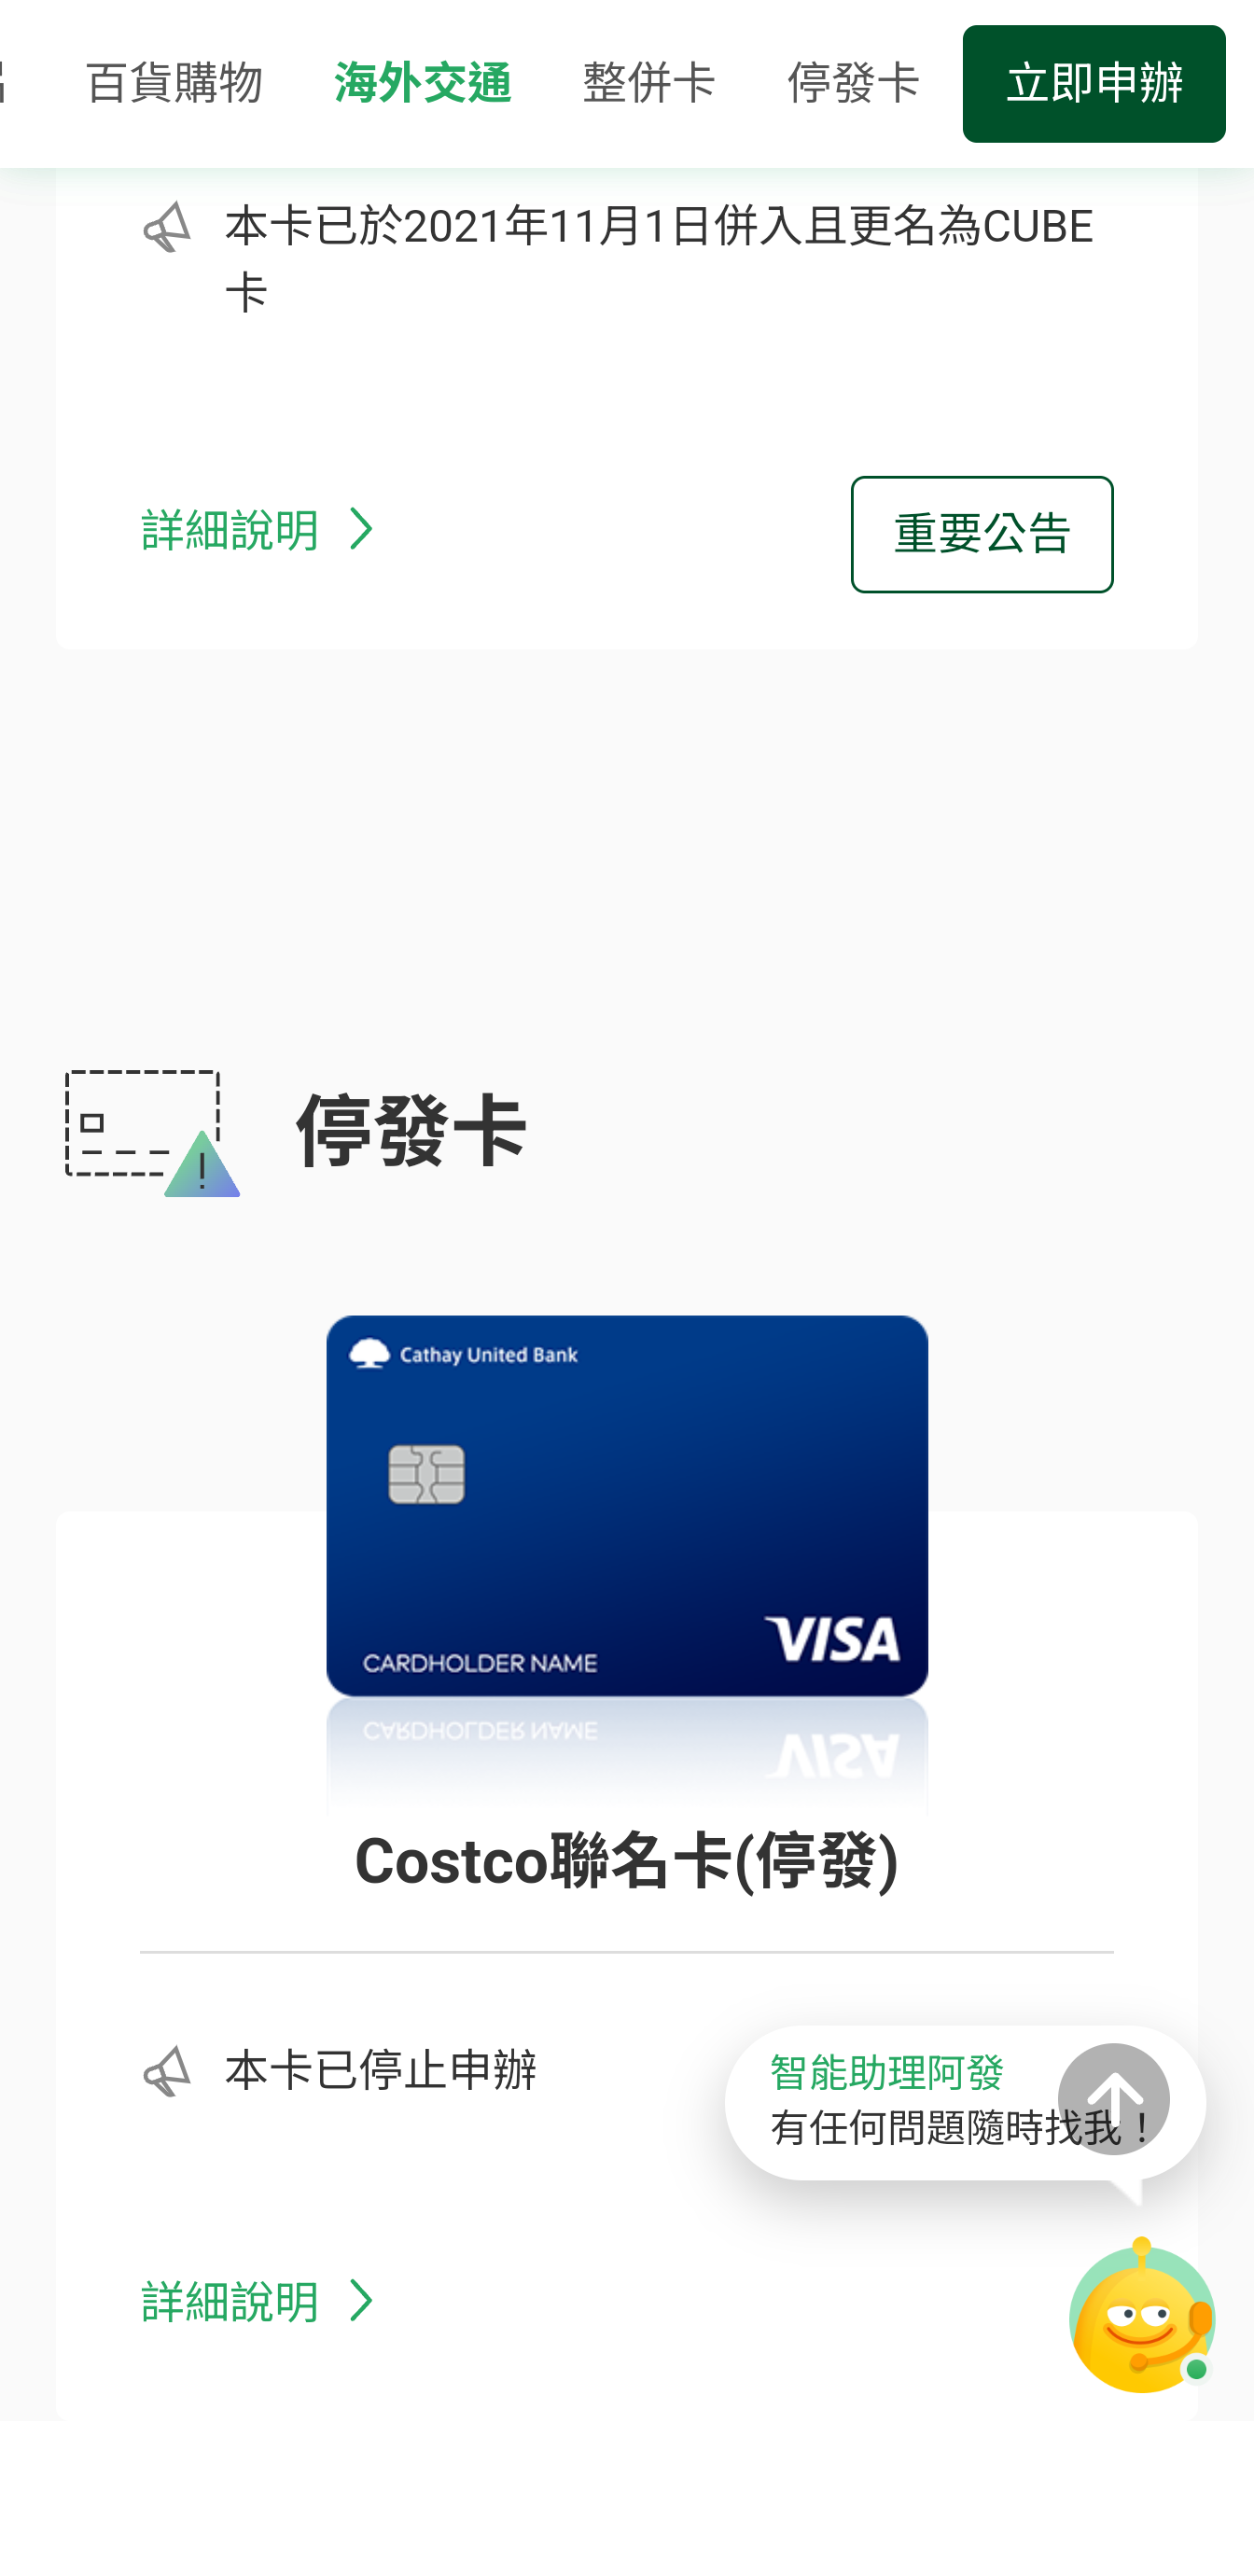 百貨購物 海外交通 整併卡 停發卡 立即申辦
本卡已於2021年11月1日併入且更名為CUBE
卡
詳細說明
重要公告
停發卡
Cathay United Bank
CARDHOLDER NAME
VISA
Costco聯名卡(停發)
本卡已停止申辦
智能助理阿發
有任何問題隨時找我！
詳細說明